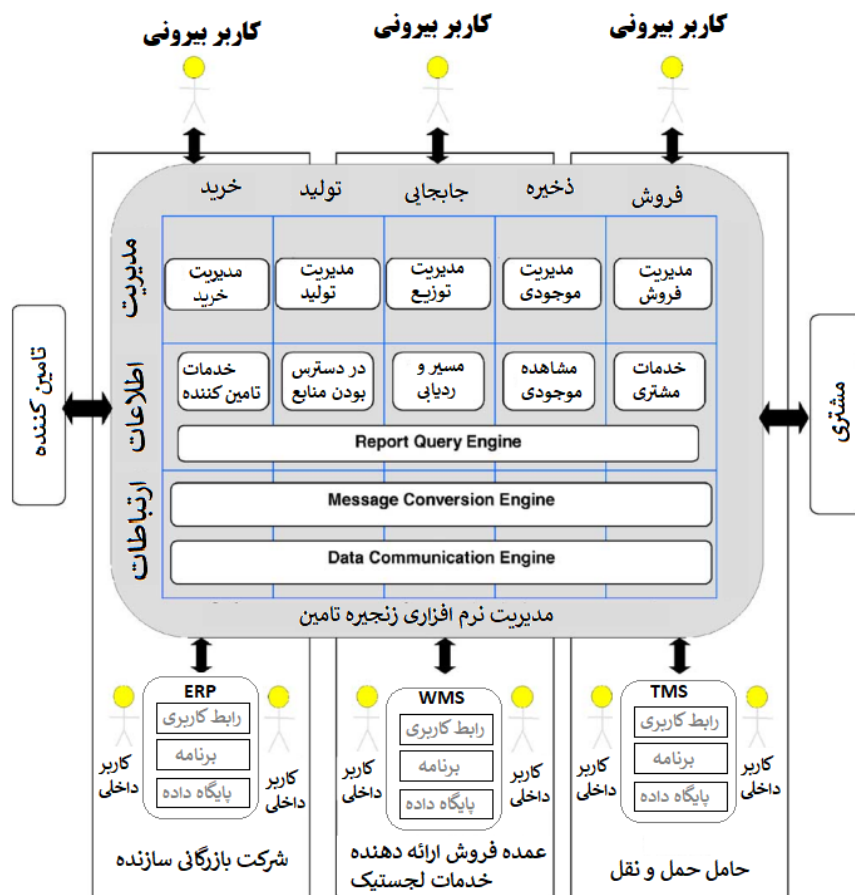 کاربر بیرونی
کاربر بیرونی
کاربر بیرونی
خرید
تولید
جابجایی
ذخیره
فروش
مدیریت
مدیریت
خرید
مدیریت
تولید
مدیریت
توزیع
مدیریت
موجودی
مدیریت
فروش
تامین کننده
مشتری
اطلاعات
خدمات
تامین کننده
در دسترس
بودن منابع
مسیر و
ردیابی
مشاهده
موجودی
خدمات
مشتری
Report Query Engine
ارتباطات
Message Conversion Engine
Data Communication Engine
مدیریت نرم افزاری زنجیره تامین
ERP
رابط کاربری
برنامه
پایگاه داده
کاربر
داخلی
کاربر
داخلی
WMS
رابط کاربری
برنامه
پایگاه داده
کاربر
داخلی
کاربر
داخلی
TMS
رابط کاربری
برنامه
پایگاه داده
کاربر
داخلی
کاربر
داخلی
شرکت بازرگانی سازنده
عمده فروش ارائه دهنده
خدمات لجستیک
حامل حمل و نقل